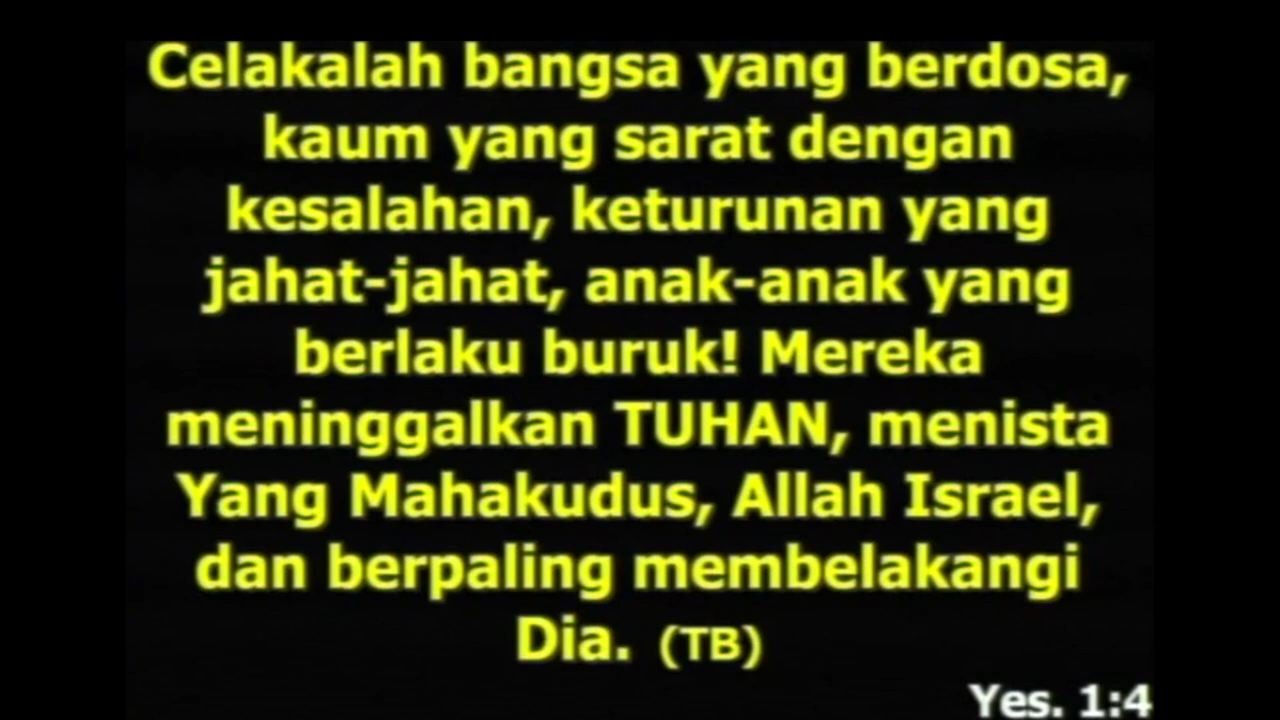 Celakalah bangsa yang berdosa,
kaum yang sarat dengan
kesalahan, keturunan yang
jahat-jahat, anak-anak yang
berlaku buruk! Mereka
meninggalkan TUHAN, menista
Yang Mahakudus, Allah Israel,
dan berpaling membelakangi
Dia. (TB)
Yes. 1:4